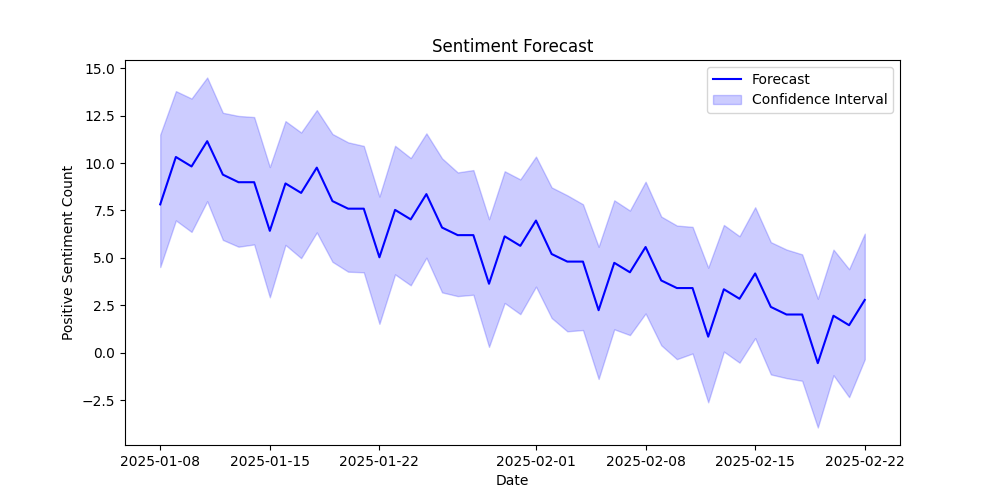 Sentiment Forecast
Forecast
Confidence Interval
Positive Sentiment Count
15.0
12.5
10.0
7.5
5.0
2.5
0.0
−2.5
2025-01-08 2025-01-15 2025-01-22 2025-02-01 2025-02-08 2025-02-15 2025-02-22
Date